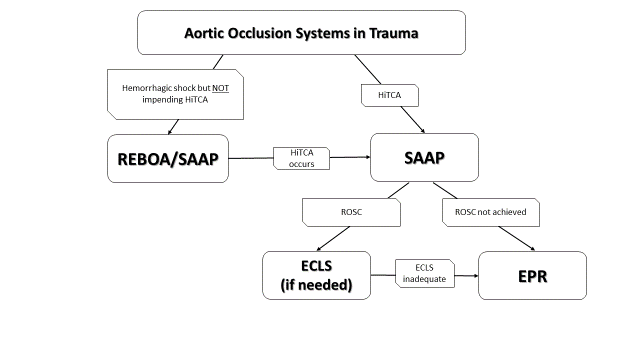 Aortic Occlusion Systems in Trauma
Hemorrhagic shock but NOT
impending HiTCA
HiTCA
REBOA/SAAP
HiTCA
occurs
SAAP
ROSC
ROSC not achieved
ECLS
(if needed)
ECLS
inadequate
EPR